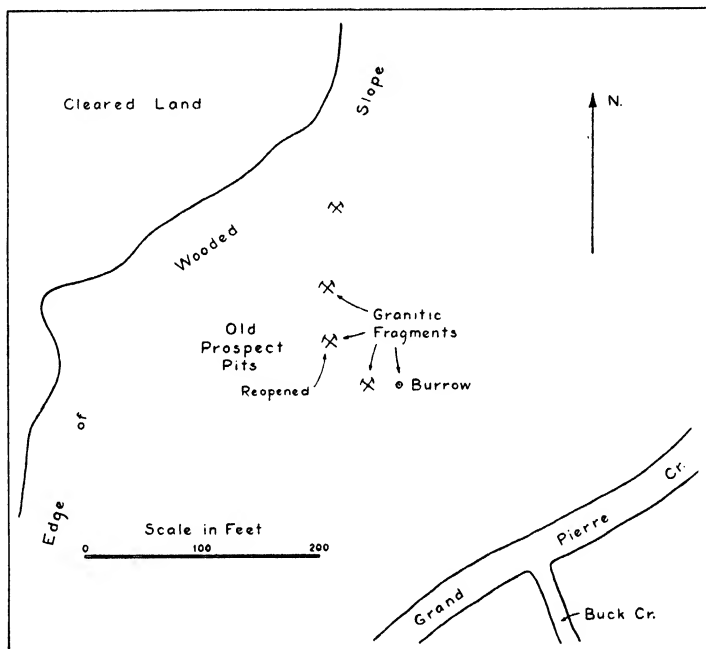 Cleared Land
Edge of Wooded Slope
N.
Granitic
Fragments
Old
Prospect
Pits
Reopened
Burrow
Scale in Feet
0 100 200
Grand Pierre Cr.
Buck Cr.